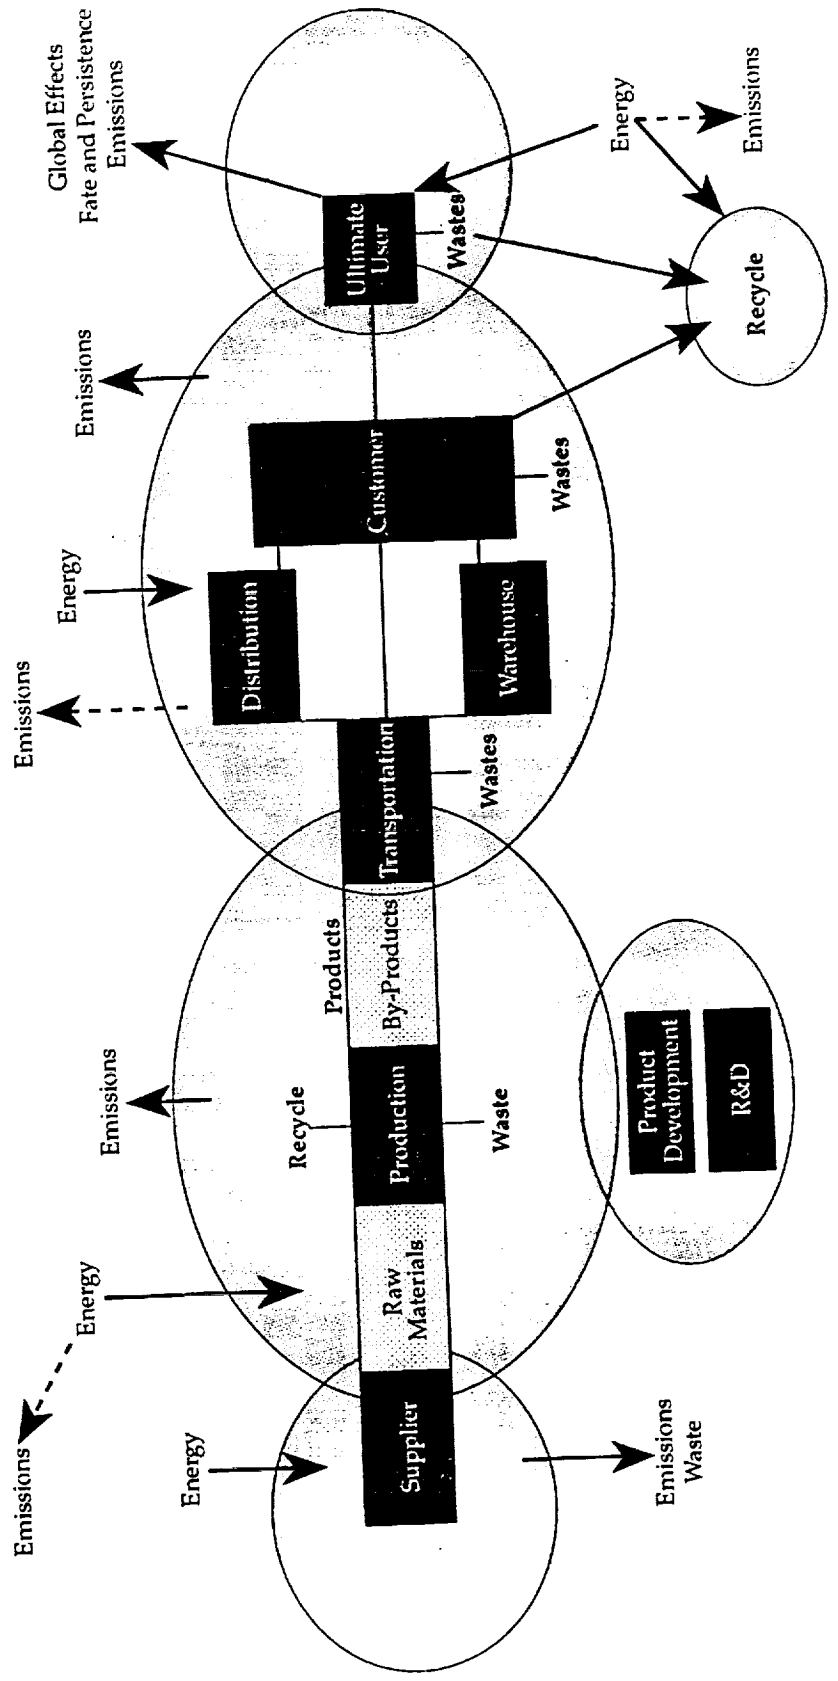 Emissions
Energy
Energy
Supplier
Emissions
Waste
Raw
Materials
Emissions
Recycle
Production
Waste
Products
By-Products
Product
Development
R&D
Transportation
Wastes
Emissions
Energy
Distribution
Warehouse
Emissions
Customer
Wastes
Global Effects
Fate and Persistence
Emissions
Ultimate
User
Wastes
Energy
Emissions
Recycle